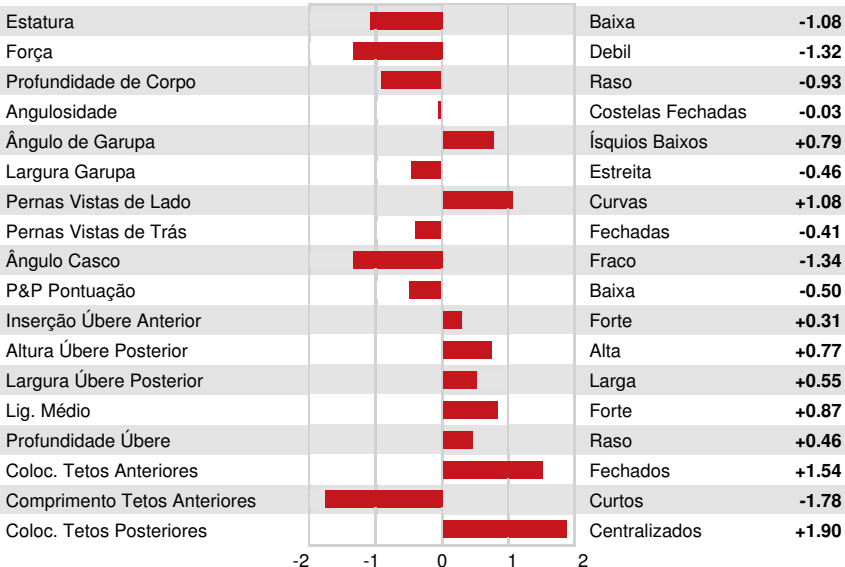 Estatura Baixa -1.08
Força Debil -1.32
Profundidade de Corpo Raso -0.93
Angulosidade Costelas Fechadas -0.03
Ângulo de Garupa Ísquios Baixos +0.79
Largura Garupa Estreita -0.46
Pernas Vistas de Lado Curvas +1.08
Pernas Vistas de Trás Fechadas -0.41
Ângulo Casco Fraco -1.34
P&P Pontuação Baixa -0.50
Inserção Úbere Anterior Forte +0.31
Altura Úbere Posterior Alta +0.77
Largura Úbere Posterior Larga +0.55
Lig. Médio Forte +0.87
Profundidade Úbere Raso +0.46
Coloc. Tetos Anteriores Fechados +1.54
Comprimento Tetos Anteriores Curtos -1.78
Coloc. Tetos Posteriores Centralizados +1.90
-2 -1 0 1 2